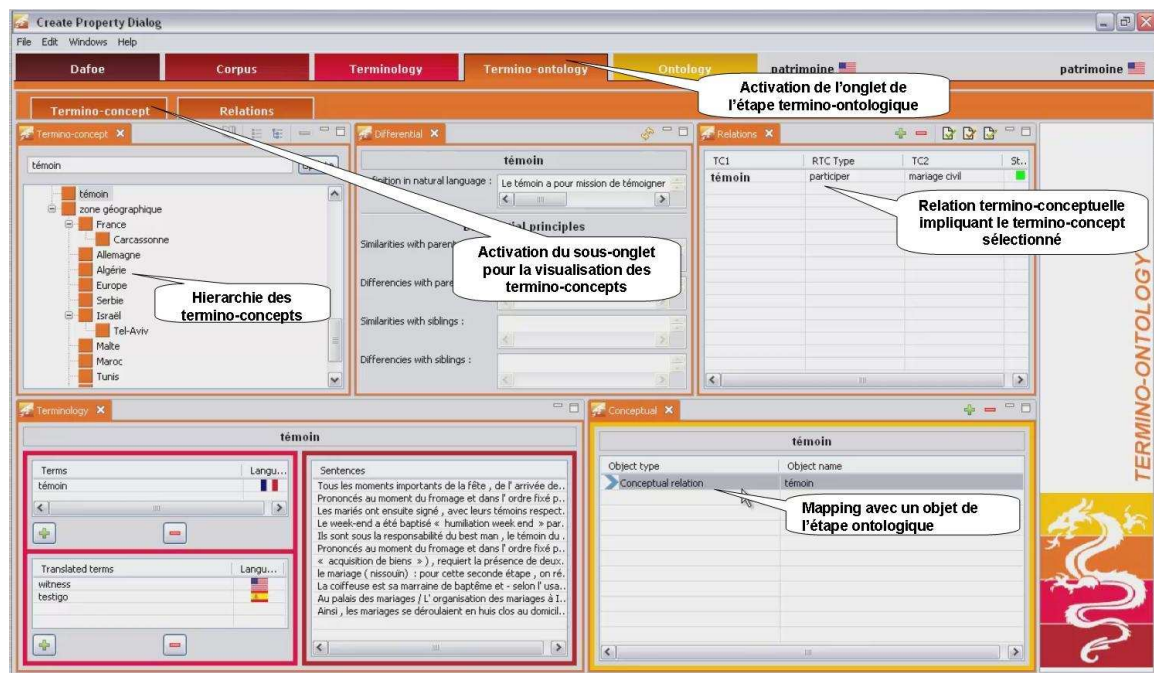 Create Property Dialog
File Edit Windows Help
Dafoe Corpus Terminology Termino-ontology Ontology patrimoine patrimoine
Activation de l'onglet de
l'étape termino-ontologique
Termino-concept Relations
Termino-concept
témoin
témoin
zone géographique
France
Carcassonne
Allemagne
Algérie
Europe
Serbie
Israël
Tel-Aviv
Malte
Maroc
Tunis
Hierarchie des
termino-concepts
Differential
témoin
finition in natural language : Le témoin a pour mission de témoigner
ial principles
Similarities with parent
Differencies with pare
Similarities with siblings :
Differencies with siblings :
Activation du sous-onglet
pour la visualisation des
termino-concepts
Relations
TC1 RTC Type TC2 St..
témoin participer mariage civil
Relation termino-conceptuelle
impliquant le termino-concept
sélectionné
TERMINO-ONTOLOGY
Terminology
témoin
Terms Langu...
témoin
Translated terms Langu...
witness
testigo
Sentences
Tous les moments importants de la fête , de l' arrivée de..
Prononcés au moment du fromage et dans l' ordre fixé p..
Les mariés ont ensuite signé , avec leurs témoins respect.
Le week-end a été baptisé « humiliation week end » par.
Ils sont sous la responsabilité du best man , le témoin du .
Prononcés au moment du fromage et dans l' ordre fixé p..
« acquisition de biens » ) , requiert la présence de deux.
le mariage ( nissouïn) : pour cette seconde étape , on ré.
La coiffeuse est sa marraine de baptême et - selon l' usa..
Au palais des mariages / L' organisation des mariages à I..
Ainsi , les mariages se déroulaient en huis clos au domicil..
Conceptual
témoin
Object type Object name
Conceptual relation témoin
Mapping avec un objet de
l'étape ontologique